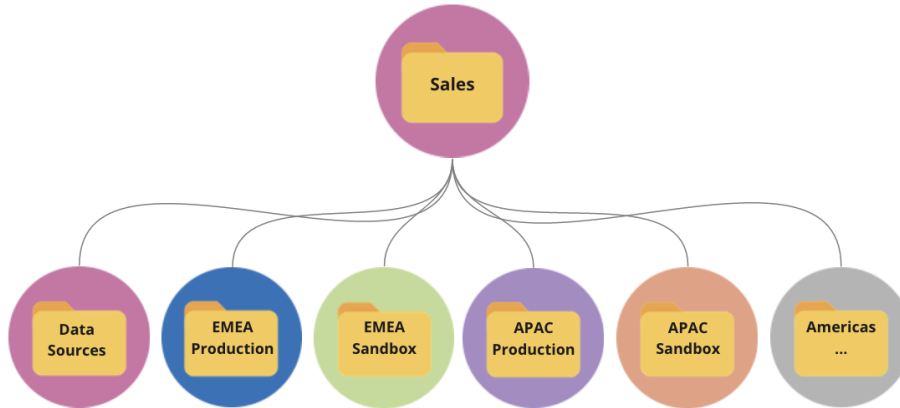 Sales
Data
Sources
EMEA
Production
EMEA
Sandbox
APAC
Production
APAC
Sandbox
Americas
...